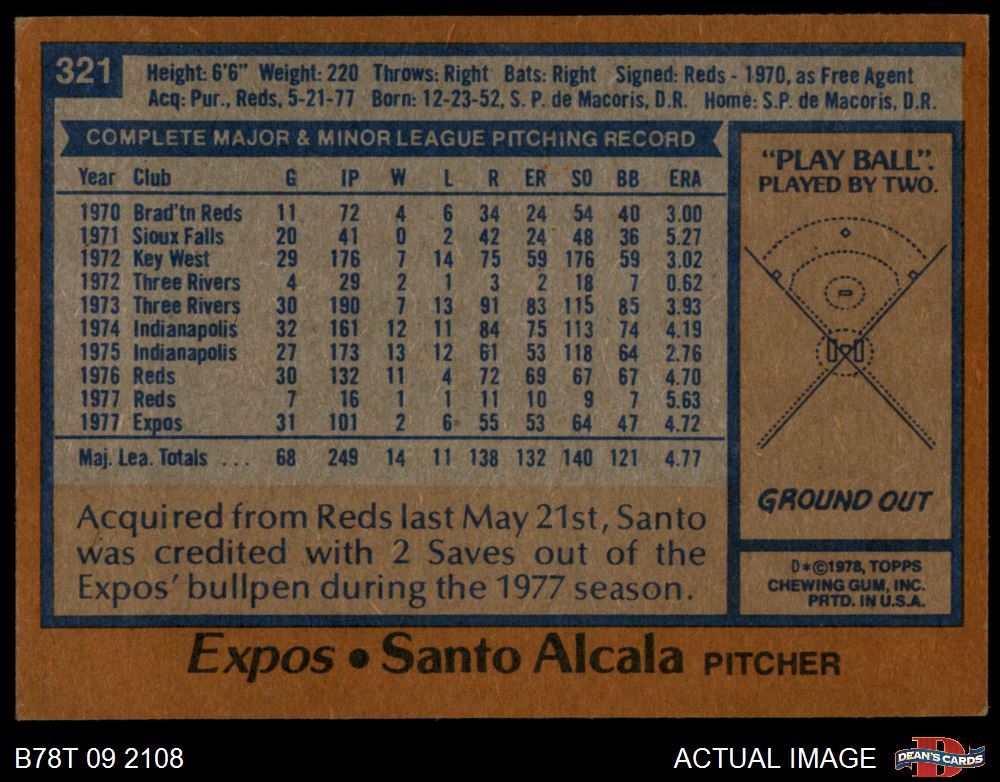 321
Height: 6'6" Weight: 220 Throws: Right Bats: Right Signed: Reds - 1970, as Free Agent
Acq: Pur., Reds, 5-21-77 Born: 12-23-52, S. P. de Macoris, D.R. Home: S.P. de Macoris, D.R.
COMPLETE MAJOR & MINOR LEAGUE PITCHING RECORD
Year Club G IP W L R ER SO BB ERA
1970 Brad'tn Reds 11 72 4 6 34 24 54 40 3.00
1971 Sioux Falls 20 41 0 2 42 24 48 36 5.27
1972 Key West 29 176 7 14 75 59 176 59 3.02
1972 Three Rivers 4 29 2 1 3 2 18 7 0.62
1973 Three Rivers 30 190 7 13 91 83 115 85 3.93
1974 Indianapolis 32 161 12 11 84 75 113 74 4.19
1975 Indianapolis 27 173 13 12 61 53 118 64 2.76
1976 Reds 30 132 11 4 72 69 67 67 4.70
1977 Reds 7 16 1 1 11 10 9 7 5.63
1977 Expos 31 101 2 6 55 53 64 47 4.72
Maj. Lea. Totals ... 68 249 14 11 138 132 140 121 4.77
Acquired from Reds last May 21st, Santo
was credited with 2 Saves out of the
Expos' bullpen during the 1977 season.
"PLAY BALL".
PLAYED BY TWO.
GROUND OUT
D*©1978, TOPPS
CHEWING GUM, INC.
PRTD. IN U.S.A.
Expos • Santo Alcala PITCHER
B78T 09 2108
ACTUAL IMAGE
D
DEAN'S CARDS